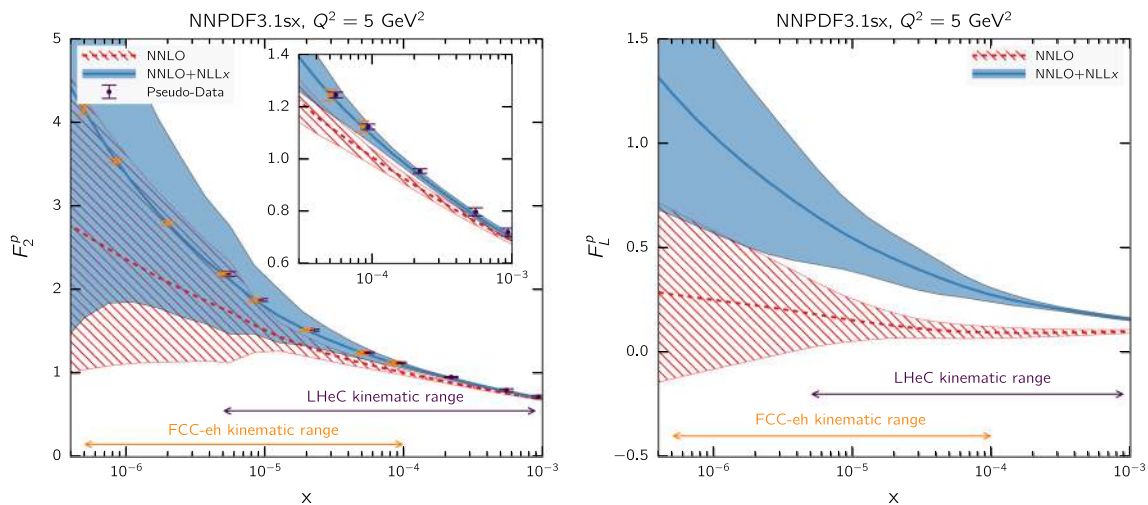 NNPDF3.1sx, Q² = 5 GeV²
NNLO
NNLO+NLLx
Pseudo-Data
1.4
1.2
1.0
0.8
0.6
10⁻⁴
10⁻³
5
4
3
2
1
0
F₂ᵖ
LHeC kinematic range
FCC-eh kinematic range
10⁻⁶
10⁻⁵
10⁻⁴
10⁻³
x
NNPDF3.1sx, Q² = 5 GeV²
NNLO
NNLO+NLLx
1.5
1.0
0.5
0.0
−0.5
F_Lᵖ
LHeC kinematic range
FCC-eh kinematic range
10⁻⁶
10⁻⁵
10⁻⁴
10⁻³
x